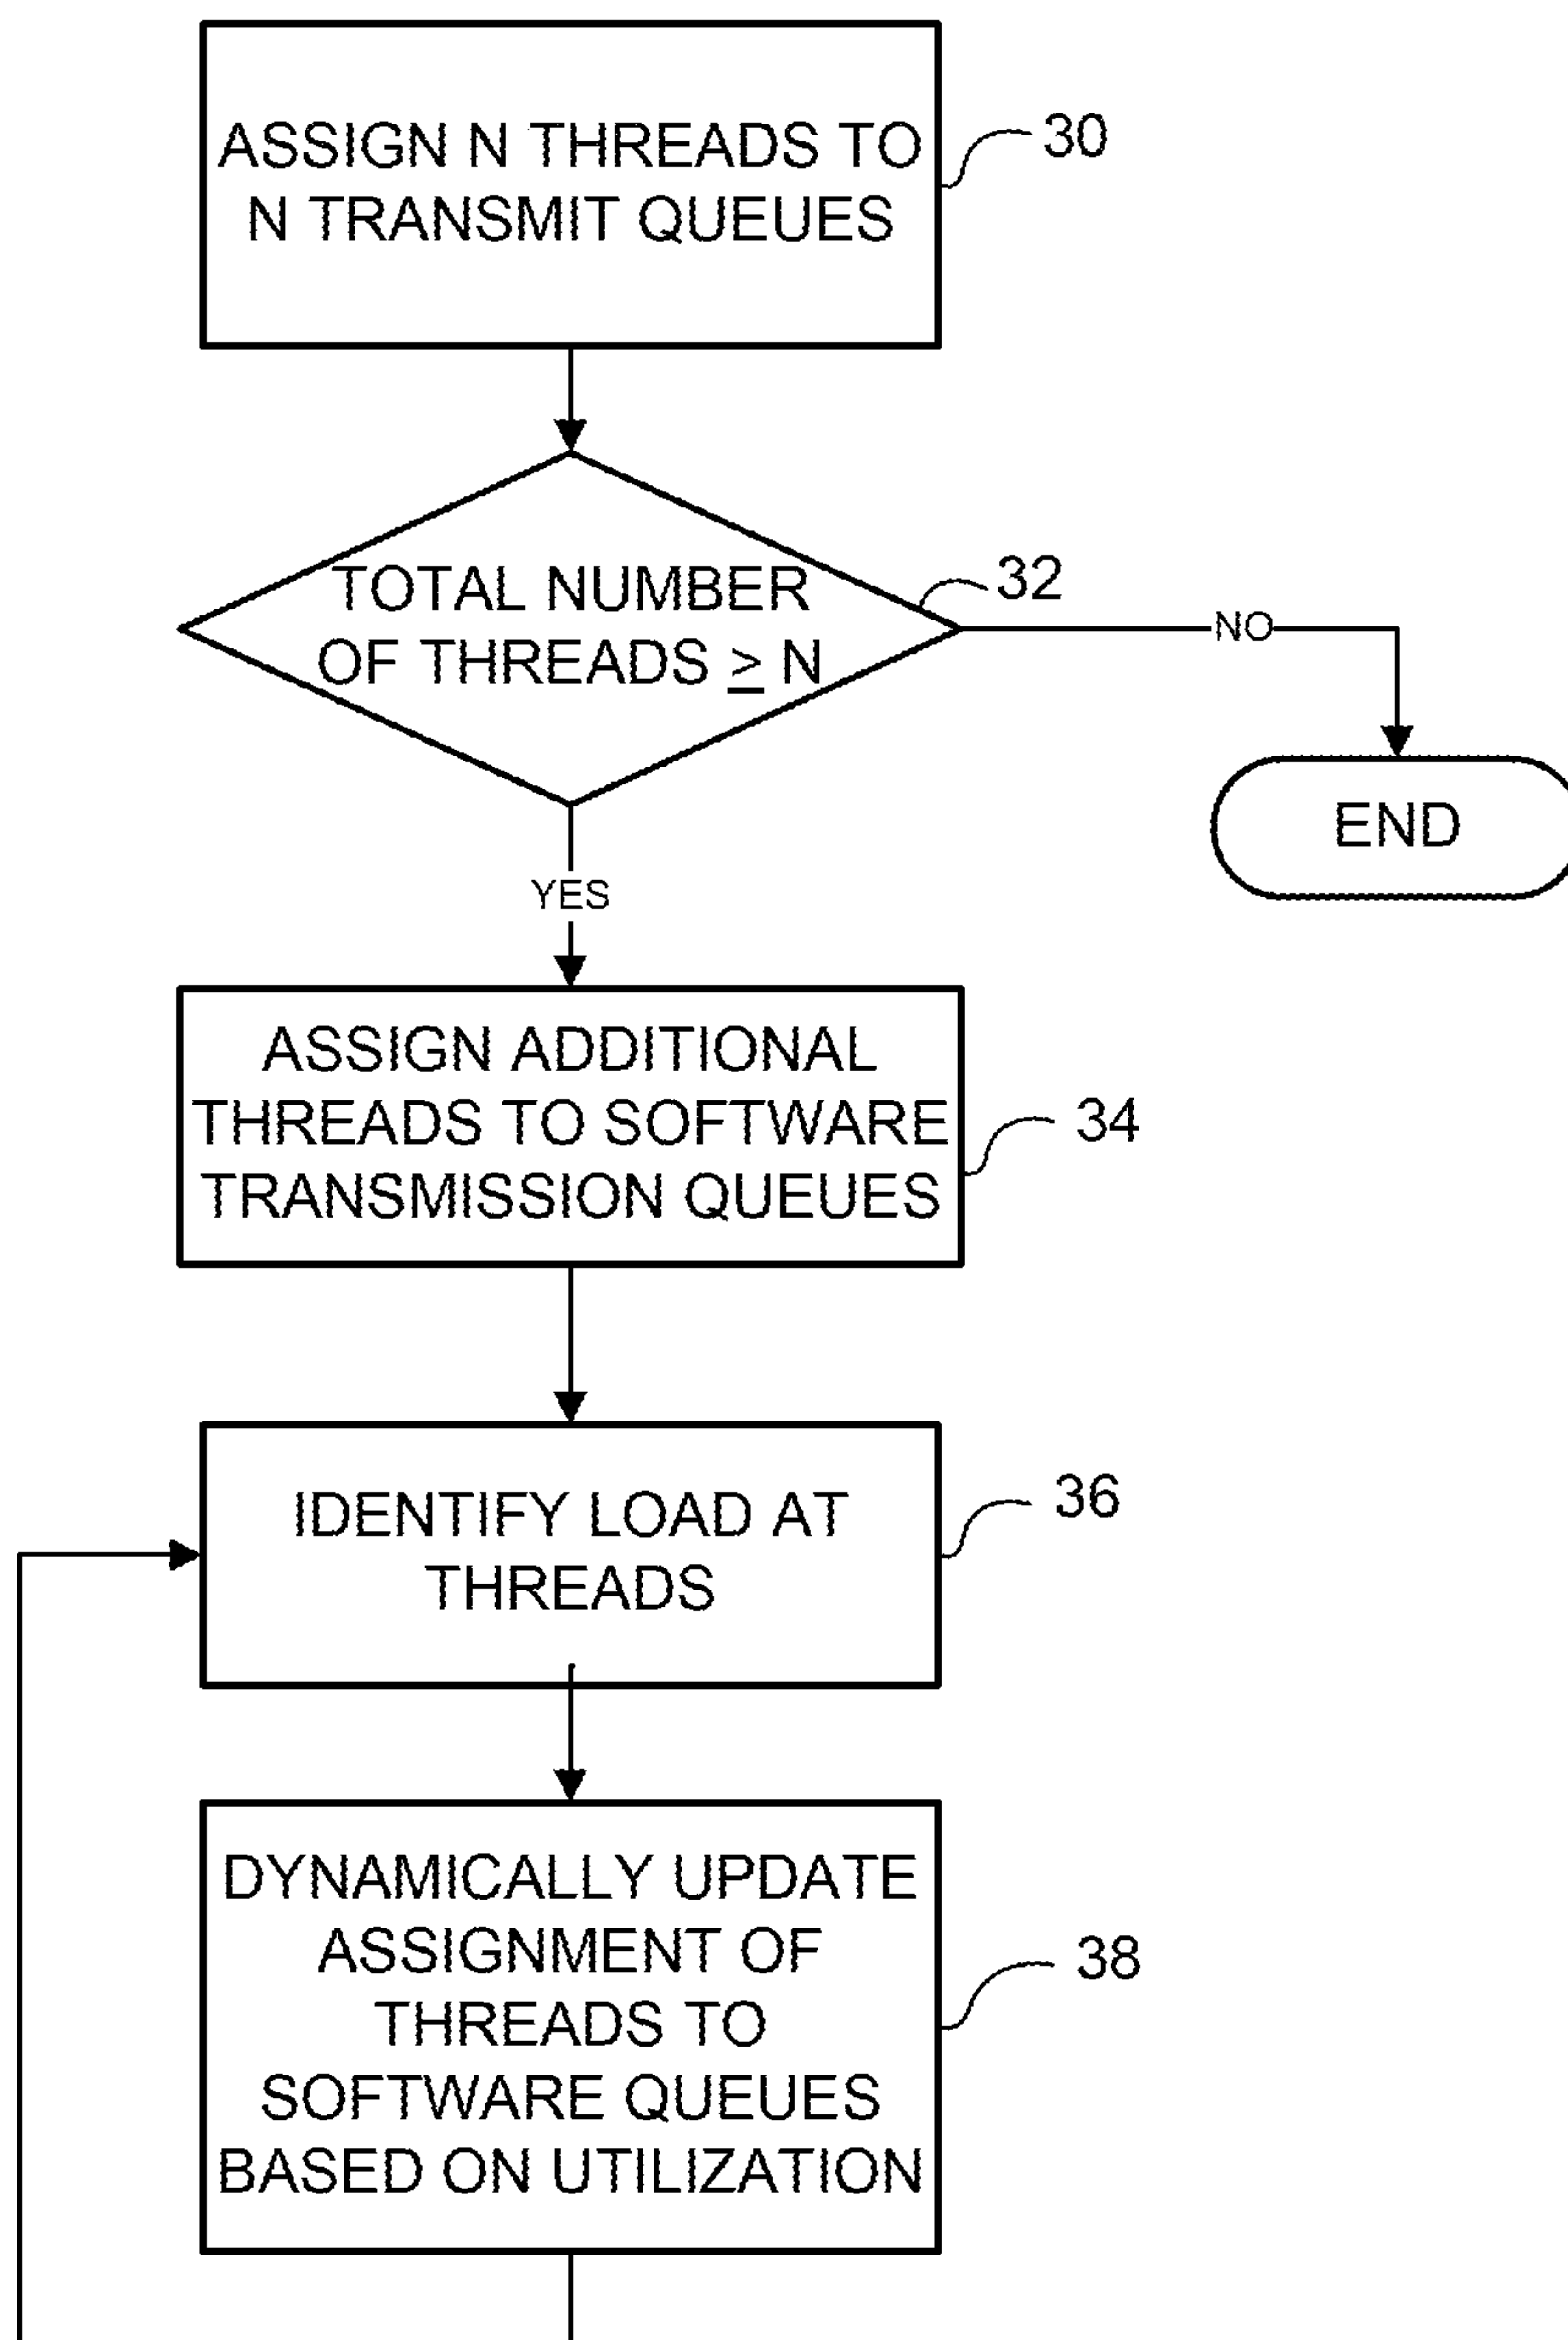 ASSIGN N THREADS TO
N TRANSMIT QUEUES
30
TOTAL NUMBER
OF THREADS ≥ N
32
NO
END
YES
ASSIGN ADDITIONAL
THREADS TO SOFTWARE
TRANSMISSION QUEUES
34
IDENTIFY LOAD AT
THREADS
36
DYNAMICALLY UPDATE
ASSIGNMENT OF
THREADS TO
SOFTWARE QUEUES
BASED ON UTILIZATION
38